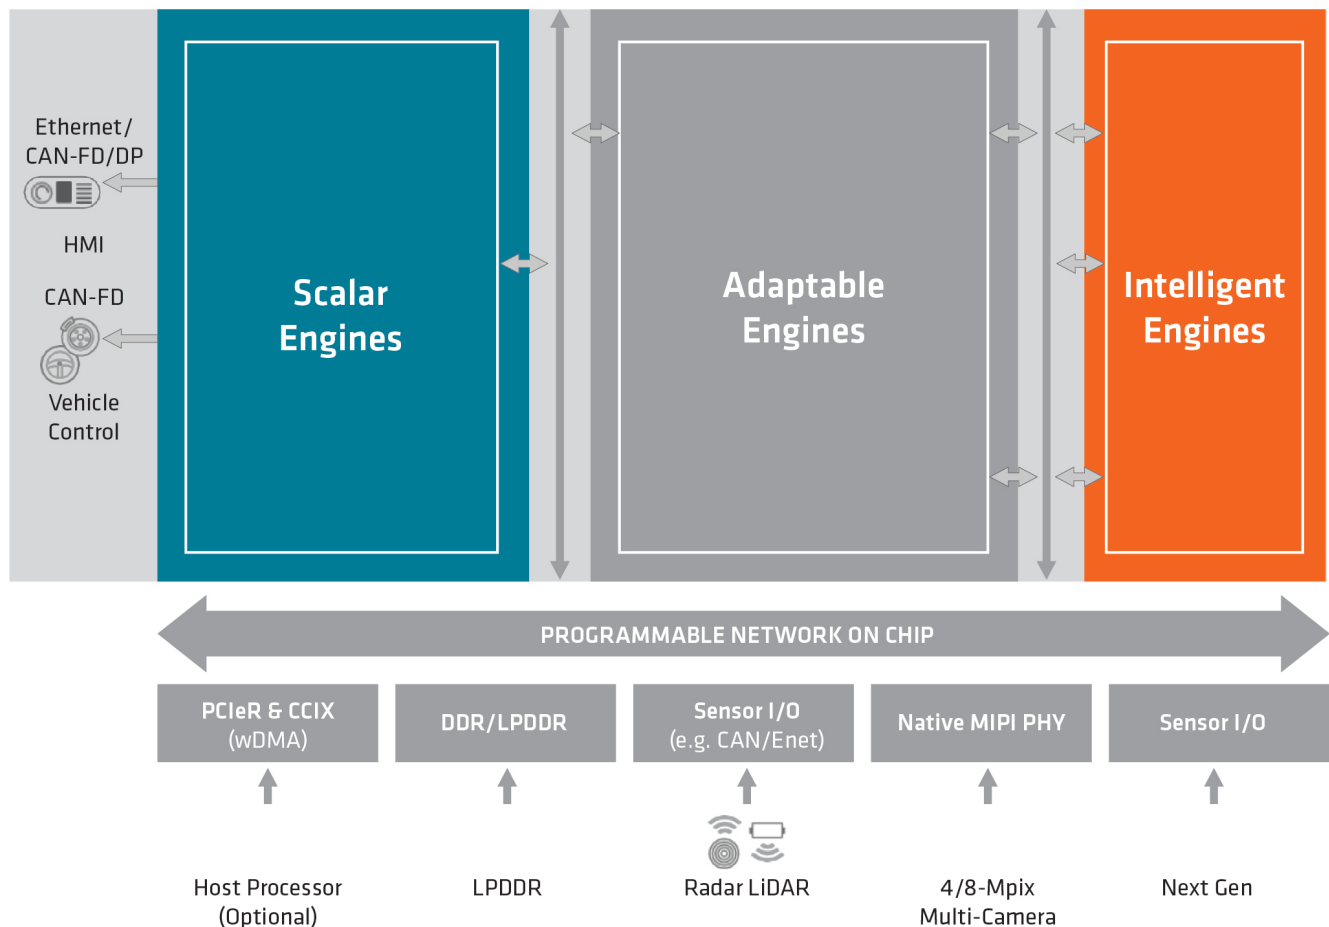 Ethernet/
CAN-FD/DP
HMI
CAN-FD
Vehicle
Control
Scalar
Engines
Adaptable
Engines
Intelligent
Engines
PROGRAMMABLE NETWORK ON CHIP
PCIeR & CCIX
(wDMA)
DDR/LPDDR
Sensor I/O
(e.g. CAN/Enet)
Native MIPI PHY
Sensor I/O
Host Processor
(Optional)
LPDDR
Radar LiDAR
4/8-Mpix
Multi-Camera
Next Gen